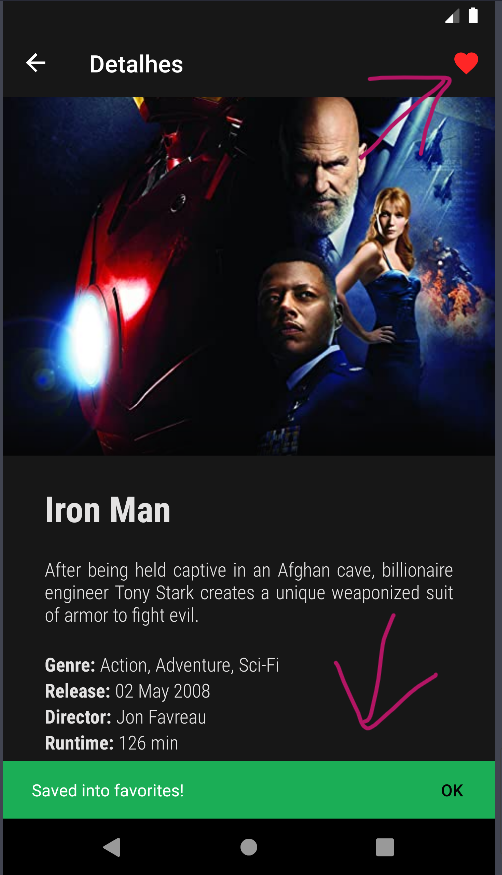 Detalhes
Iron Man
After being held captive in an Afghan cave, billionaire
engineer Tony Stark creates a unique weaponized suit
of armor to fight evil.
Genre: Action, Adventure, Sci-Fi
Release: 02 May 2008
Director: Jon Favreau
Runtime: 126 min
Saved into favorites! OK